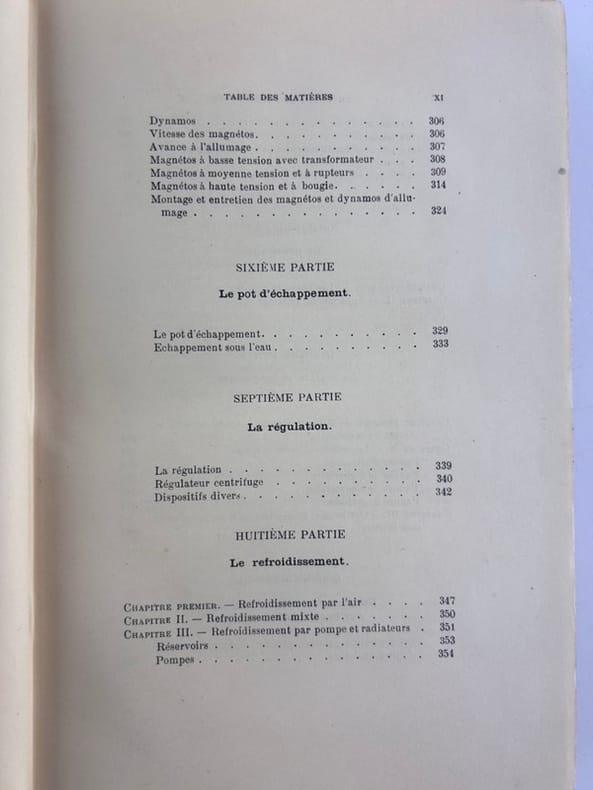 TABLE DES MATIÈRES XI
Dynamos . . . . . . . . . . . . . . 306
Vitesse des magnétos. . . . . . . . . . . 306
Avance à l'allumage . . . . . . . . . . . 307
Magnétos à basse tension avec transformateur . . . 308
Magnétos à moyenne tension et à rupteurs . . . . 309
Magnétos à haute tension et à bougie. . . . . . 314
Montage et entretien des magnétos et dynamos d'allu-
mage . . . . . . . . . . . . . . . 324
SIXIÈME PARTIE
Le pot d'échappement.
Le pot d'échappement. . . . . . . . . . . 329
Echappement sous l'eau . . . . . . . . . . 333
SEPTIÈME PARTIE
La régulation.
La régulation . . . . . . . . . . . . . 339
Régulateur centrifuge . . . . . . . . . . 340
Dispositifs divers . . . . . . . . . . . . 342
HUITIÈME PARTIE
Le refroidissement.
CHAPITRE PREMIER. — Refroidissement par l'air . . . . 347
CHAPITRE II. — Refroidissement mixte . . . . . . . 350
CHAPITRE III. — Refroidissement par pompe et radiateurs . 351
Réservoirs . . . . . . . . . . . . . . 353
Pompes . . . . . . . . . . . . . . . 354